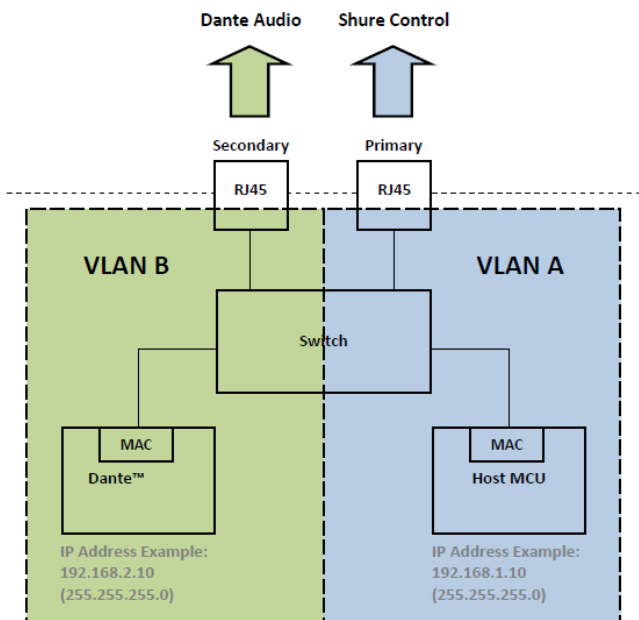 Dante Audio
Shure Control
Secondary
Primary
RJ45
RJ45
VLAN B
VLAN A
Switch
MAC
MAC
Dante™
Host MCU
IP Address Example:
192.168.2.10
(255.255.255.0)
IP Address Example:
192.168.1.10
(255.255.255.0)